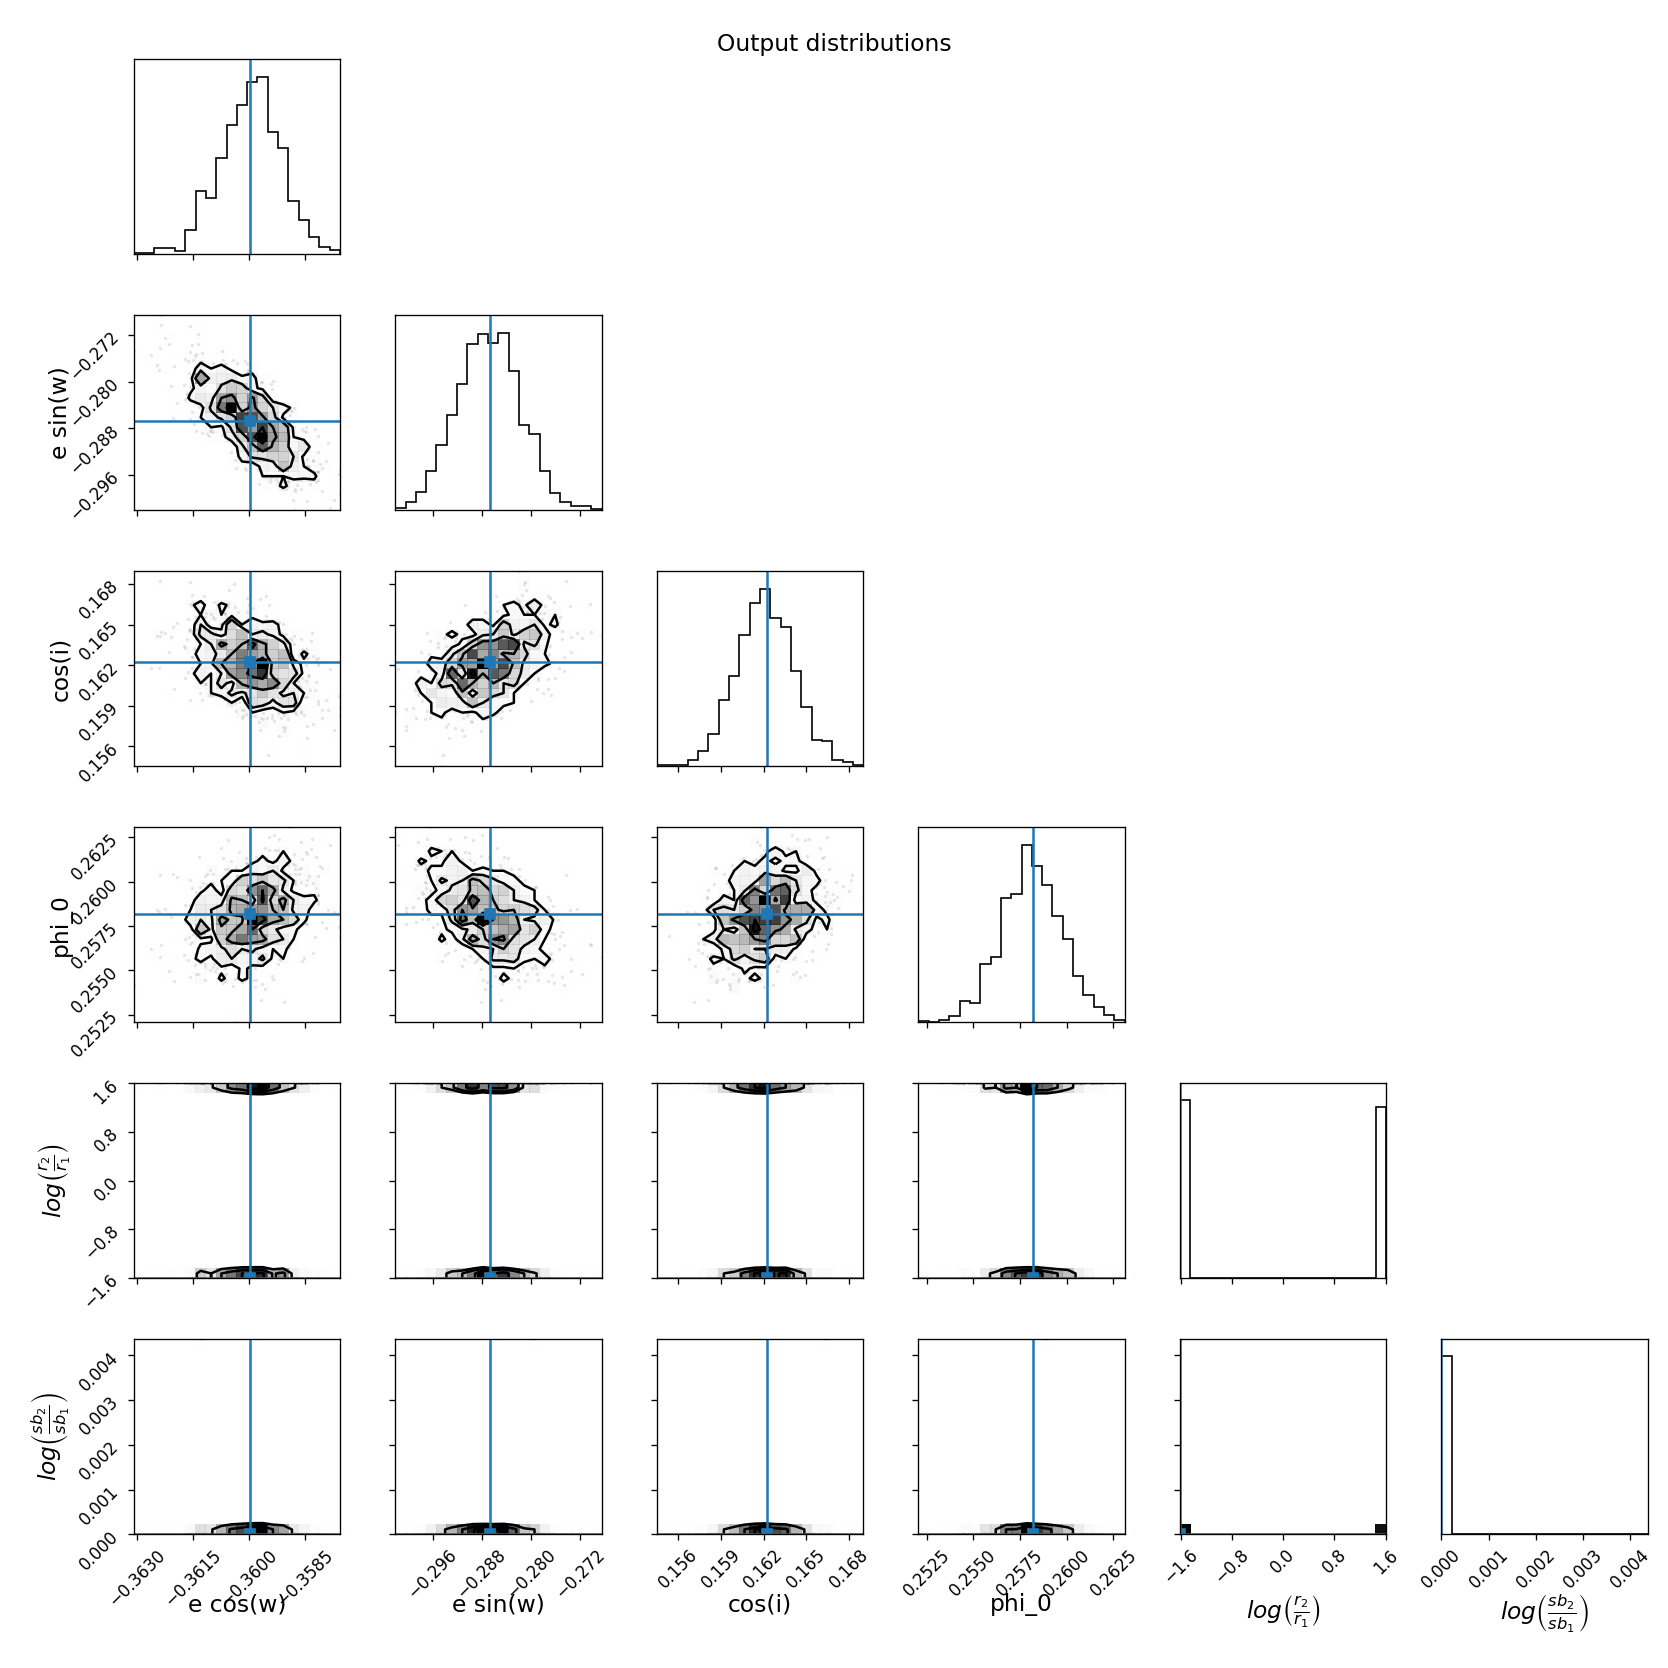 Output distributions
e sin(w)
−0.272
−0.280
−0.288
−0.296
cos(i)
0.168
0.165
0.162
0.159
0.156
phi_0
0.2625
0.2600
0.2575
0.2550
0.2525
log(r₂/r₁)
1.6
0.8
0.0
−0.8
−1.6
log(sb₂/sb₁)
0.004
0.003
0.002
0.001
0.000
−0.3630 −0.3615 −0.3600 −0.3585
e cos(w)
−0.296 −0.288 −0.280 −0.272
e sin(w)
0.156 0.159 0.162 0.165 0.168
cos(i)
0.2525 0.2550 0.2575 0.2600 0.2625
phi_0
−1.6 −0.8 0.0 0.8 1.6
log(r₂/r₁)
0.000 0.001 0.002 0.003 0.004
log(sb₂/sb₁)